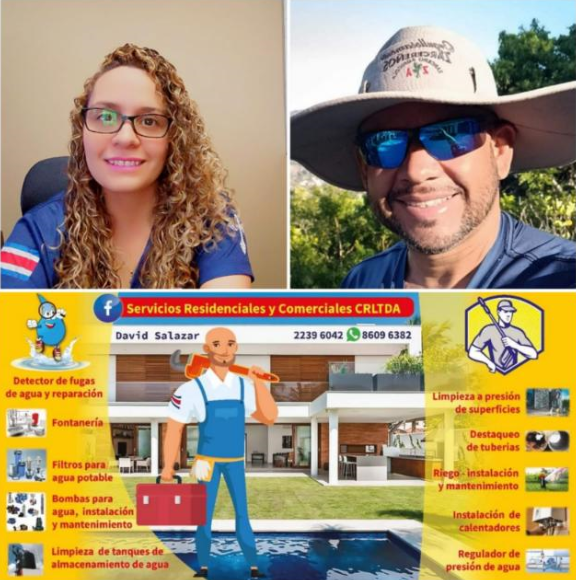 Servicios Residenciales y Comerciales CRLTDA
David Salazar
2239 6042
8609 6382
Detector de fugas
de agua y reparación
Fontanería
Filtros para
agua potable
Bombas para
agua, instalación
y mantenimiento
Limpieza de tanques de
almacenamiento de agua
Limpieza a presión
de superficies
Destaqueo
de tuberias
Riego - instalación
y mantenimiento
Instalación de
calentadores
Regulador de
presión de agua